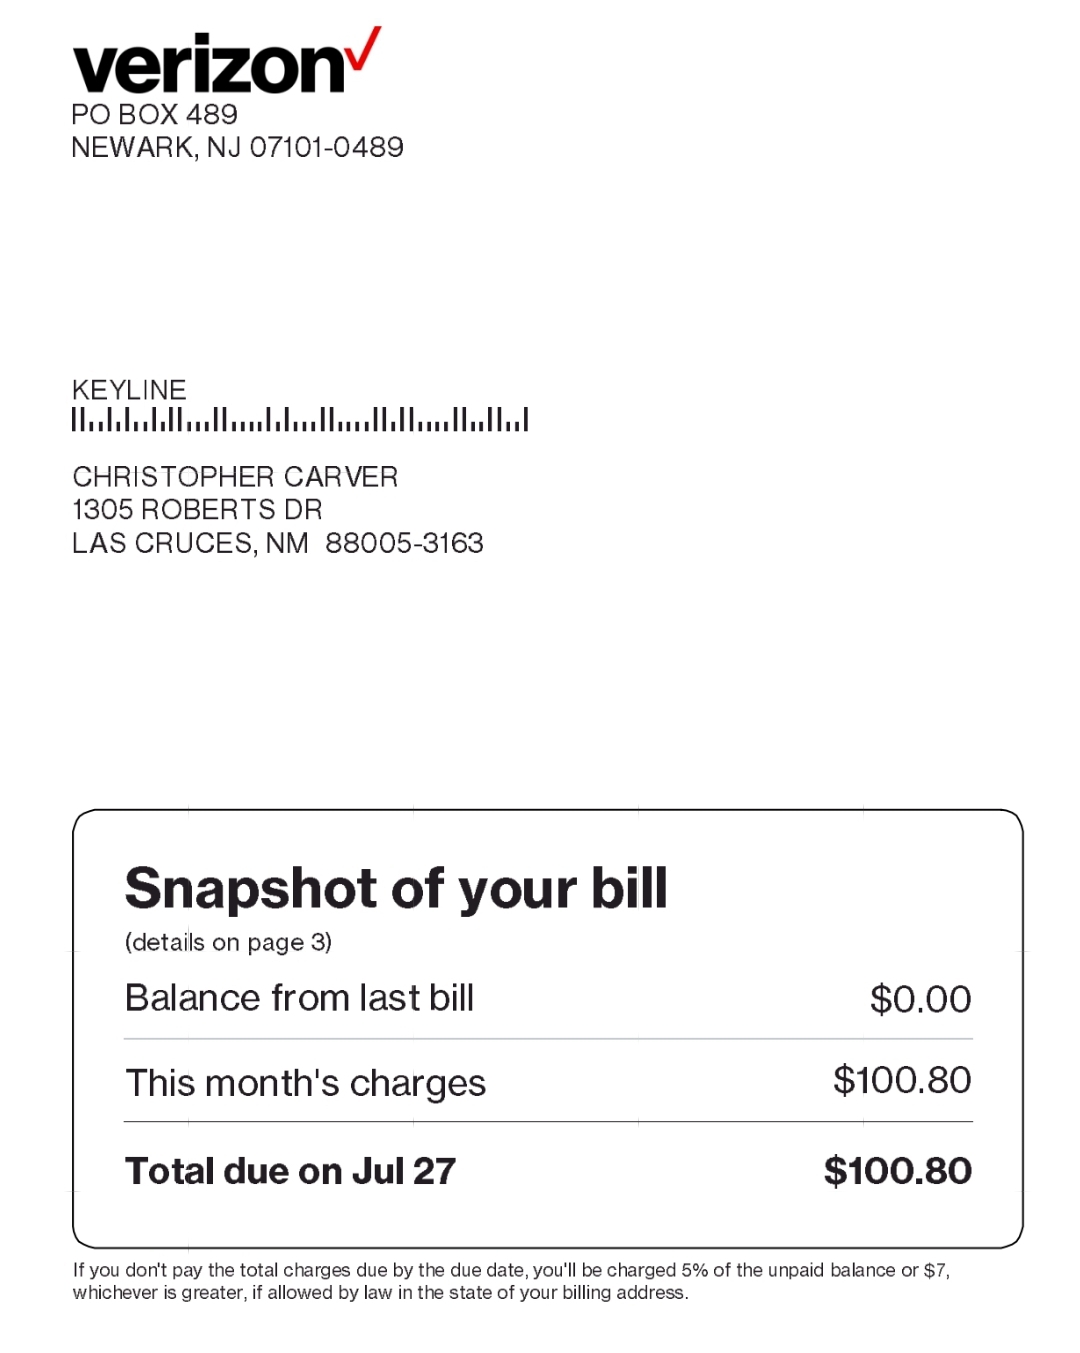 verizon
PO BOX 489
NEWARK, NJ 07101-0489
KEYLINE
CHRISTOPHER CARVER
1305 ROBERTS DR
LAS CRUCES, NM  88005-3163
Snapshot of your bill
(details on page 3)
Balance from last bill $0.00
This month's charges $100.80
Total due on Jul 27 $100.80
If you don't pay the total charges due by the due date, you'll be charged 5% of the unpaid balance or $7,
whichever is greater, if allowed by law in the state of your billing address.